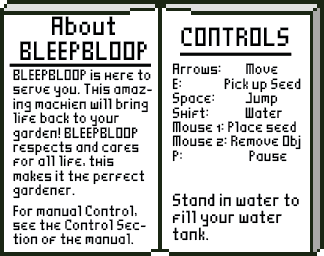 About
BLEEPBLOOP
BLEEPBLOOP is here to
serve you. This amaz-
ing machien will bring
life back to your
garden! BLEEPBLOOP
respects and cares
for all life, this
makes it the perfect
gardener.
For manual Control,
see the Control Sec-
tion of the manual.
CONTROLS
Arrows: Move
E: Pick up Seed
Space: Jump
Shift: Water
Mouse 1: Place seed
Mouse 2: Remove Obj
P: Pause
Stand in water to
fill your water
tank.